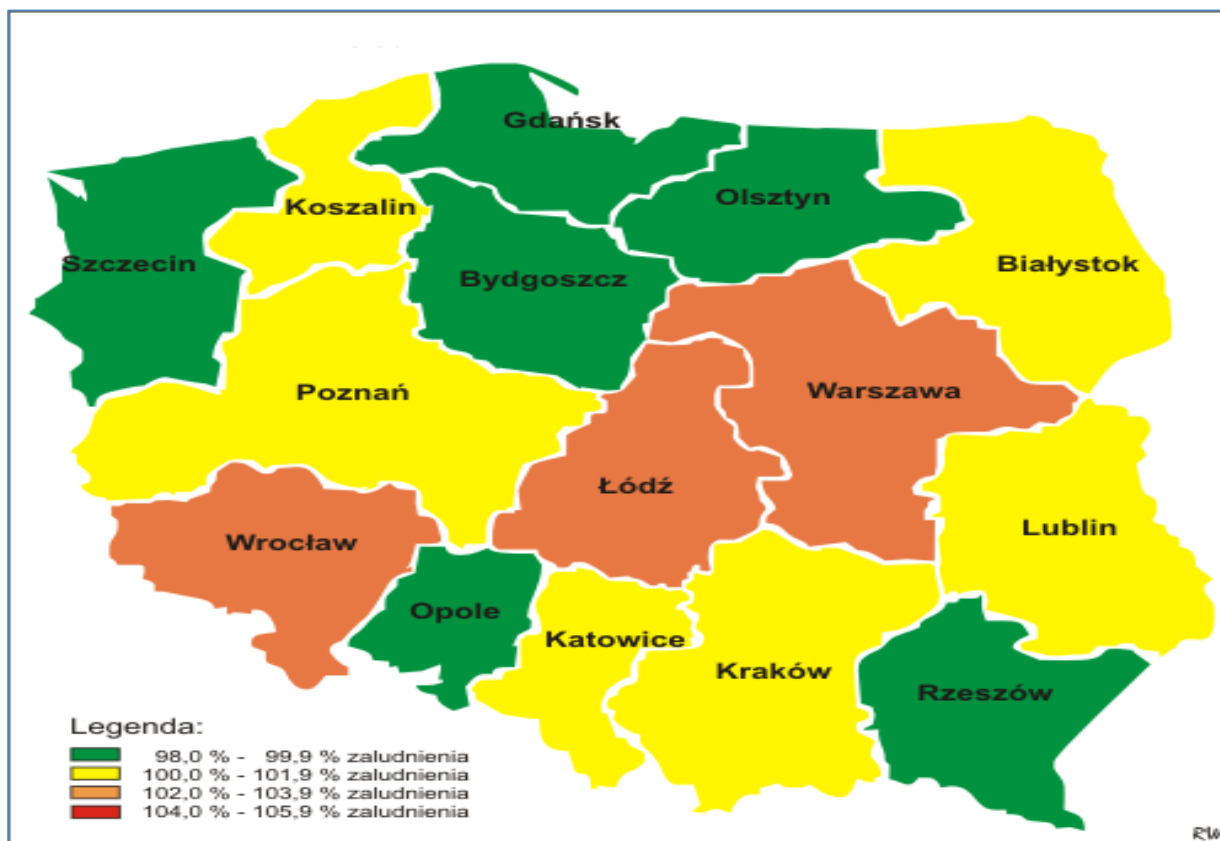 Gdańsk
Olsztyn
Koszalin
Szczecin
Białystok
Bydgoszcz
Poznań
Warszawa
Łódź
Wrocław
Lublin
Opole
Katowice
Kraków
Rzeszów
Legenda:
98,0 % - 99,9 % zaludnienia
100,0 % - 101,9 % zaludnienia
102,0 % - 103,9 % zaludnienia
104,0 % - 105,9 % zaludnienia
RW